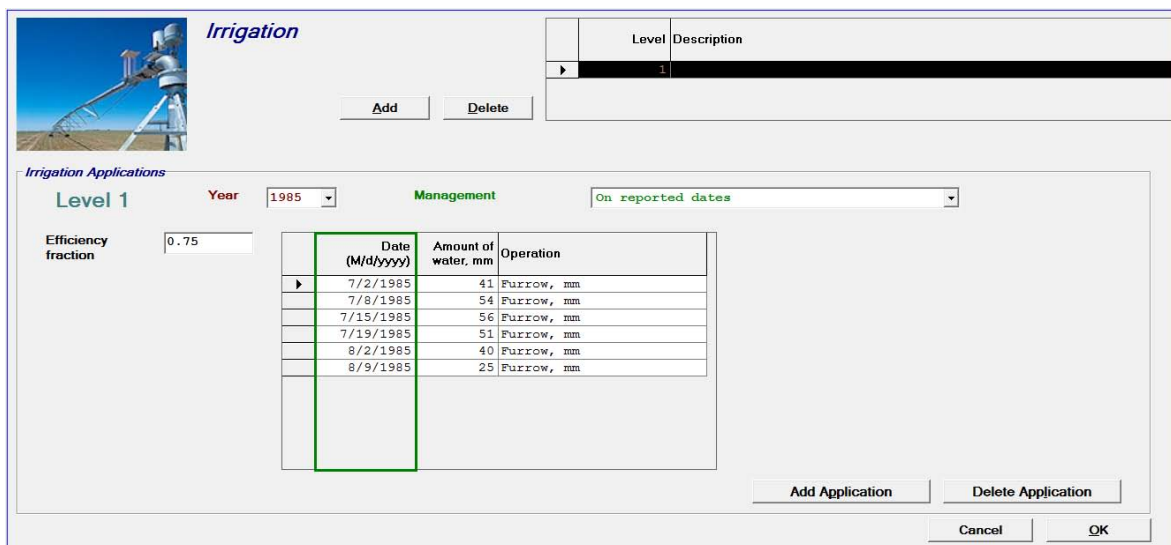 Irrigation
Level Description
1
Add Delete
Irrigation Applications
Level 1 Year 1985 Management On reported dates
Efficiency fraction 0.75
Date (M/d/yyyy) Amount of water, mm Operation
7/2/1985 41 Furrow, mm
7/8/1985 54 Furrow, mm
7/15/1985 56 Furrow, mm
7/19/1985 51 Furrow, mm
8/2/1985 40 Furrow, mm
8/9/1985 25 Furrow, mm
Add Application Delete Application
Cancel OK